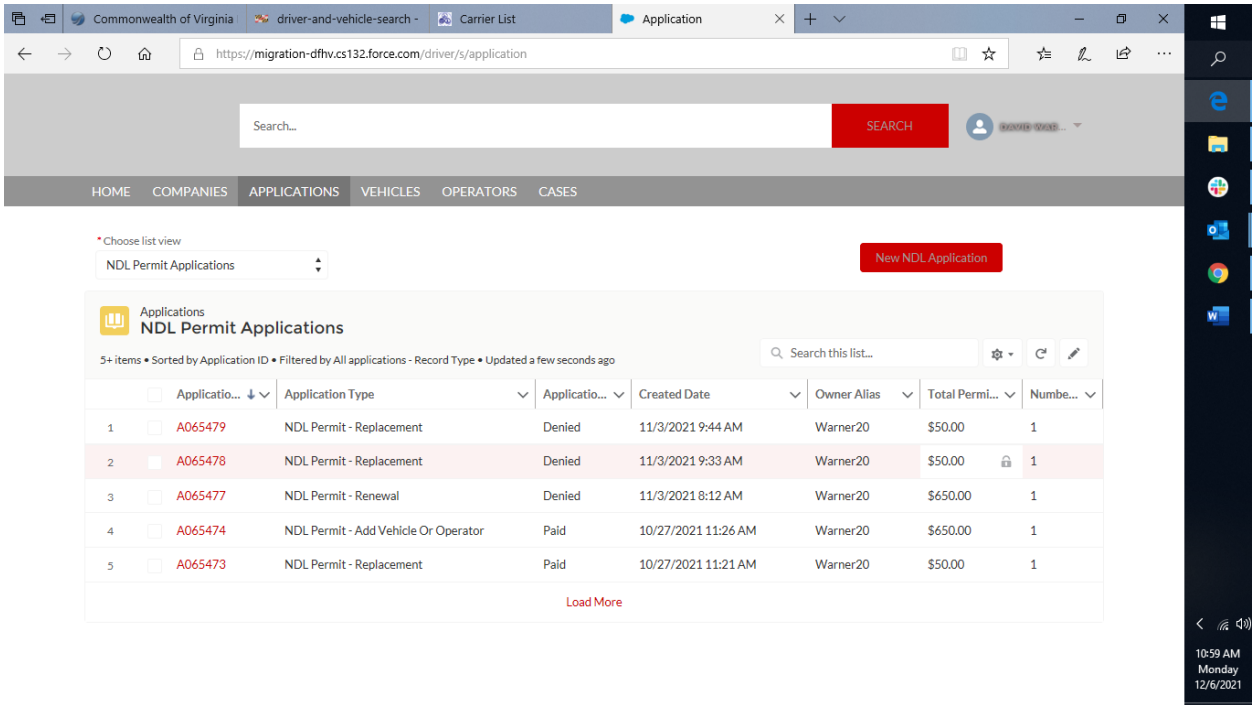 Commonwealth of Virginia driver-and-vehicle-search - Carrier List Application
https://migration-dfhv.cs132.force.com/driver/s/application
Search... SEARCH
HOME COMPANIES APPLICATIONS VEHICLES OPERATORS CASES
*Choose list view
NDL Permit Applications New NDL Application
Applications
NDL Permit Applications
5+ items • Sorted by Application ID • Filtered by All applications - Record Type • Updated a few seconds ago Search this list...
Applicatio... Application Type Applicatio... Created Date Owner Alias Total Permi... Numbe...
1 A065479 NDL Permit - Replacement Denied 11/3/2021 9:44 AM Warner20 $50.00 1
2 A065478 NDL Permit - Replacement Denied 11/3/2021 9:33 AM Warner20 $50.00 1
3 A065477 NDL Permit - Renewal Denied 11/3/2021 8:12 AM Warner20 $650.00 1
4 A065474 NDL Permit - Add Vehicle Or Operator Paid 10/27/2021 11:26 AM Warner20 $650.00 1
5 A065473 NDL Permit - Replacement Paid 10/27/2021 11:21 AM Warner20 $50.00 1
Load More
10:59 AM
Monday
12/6/2021